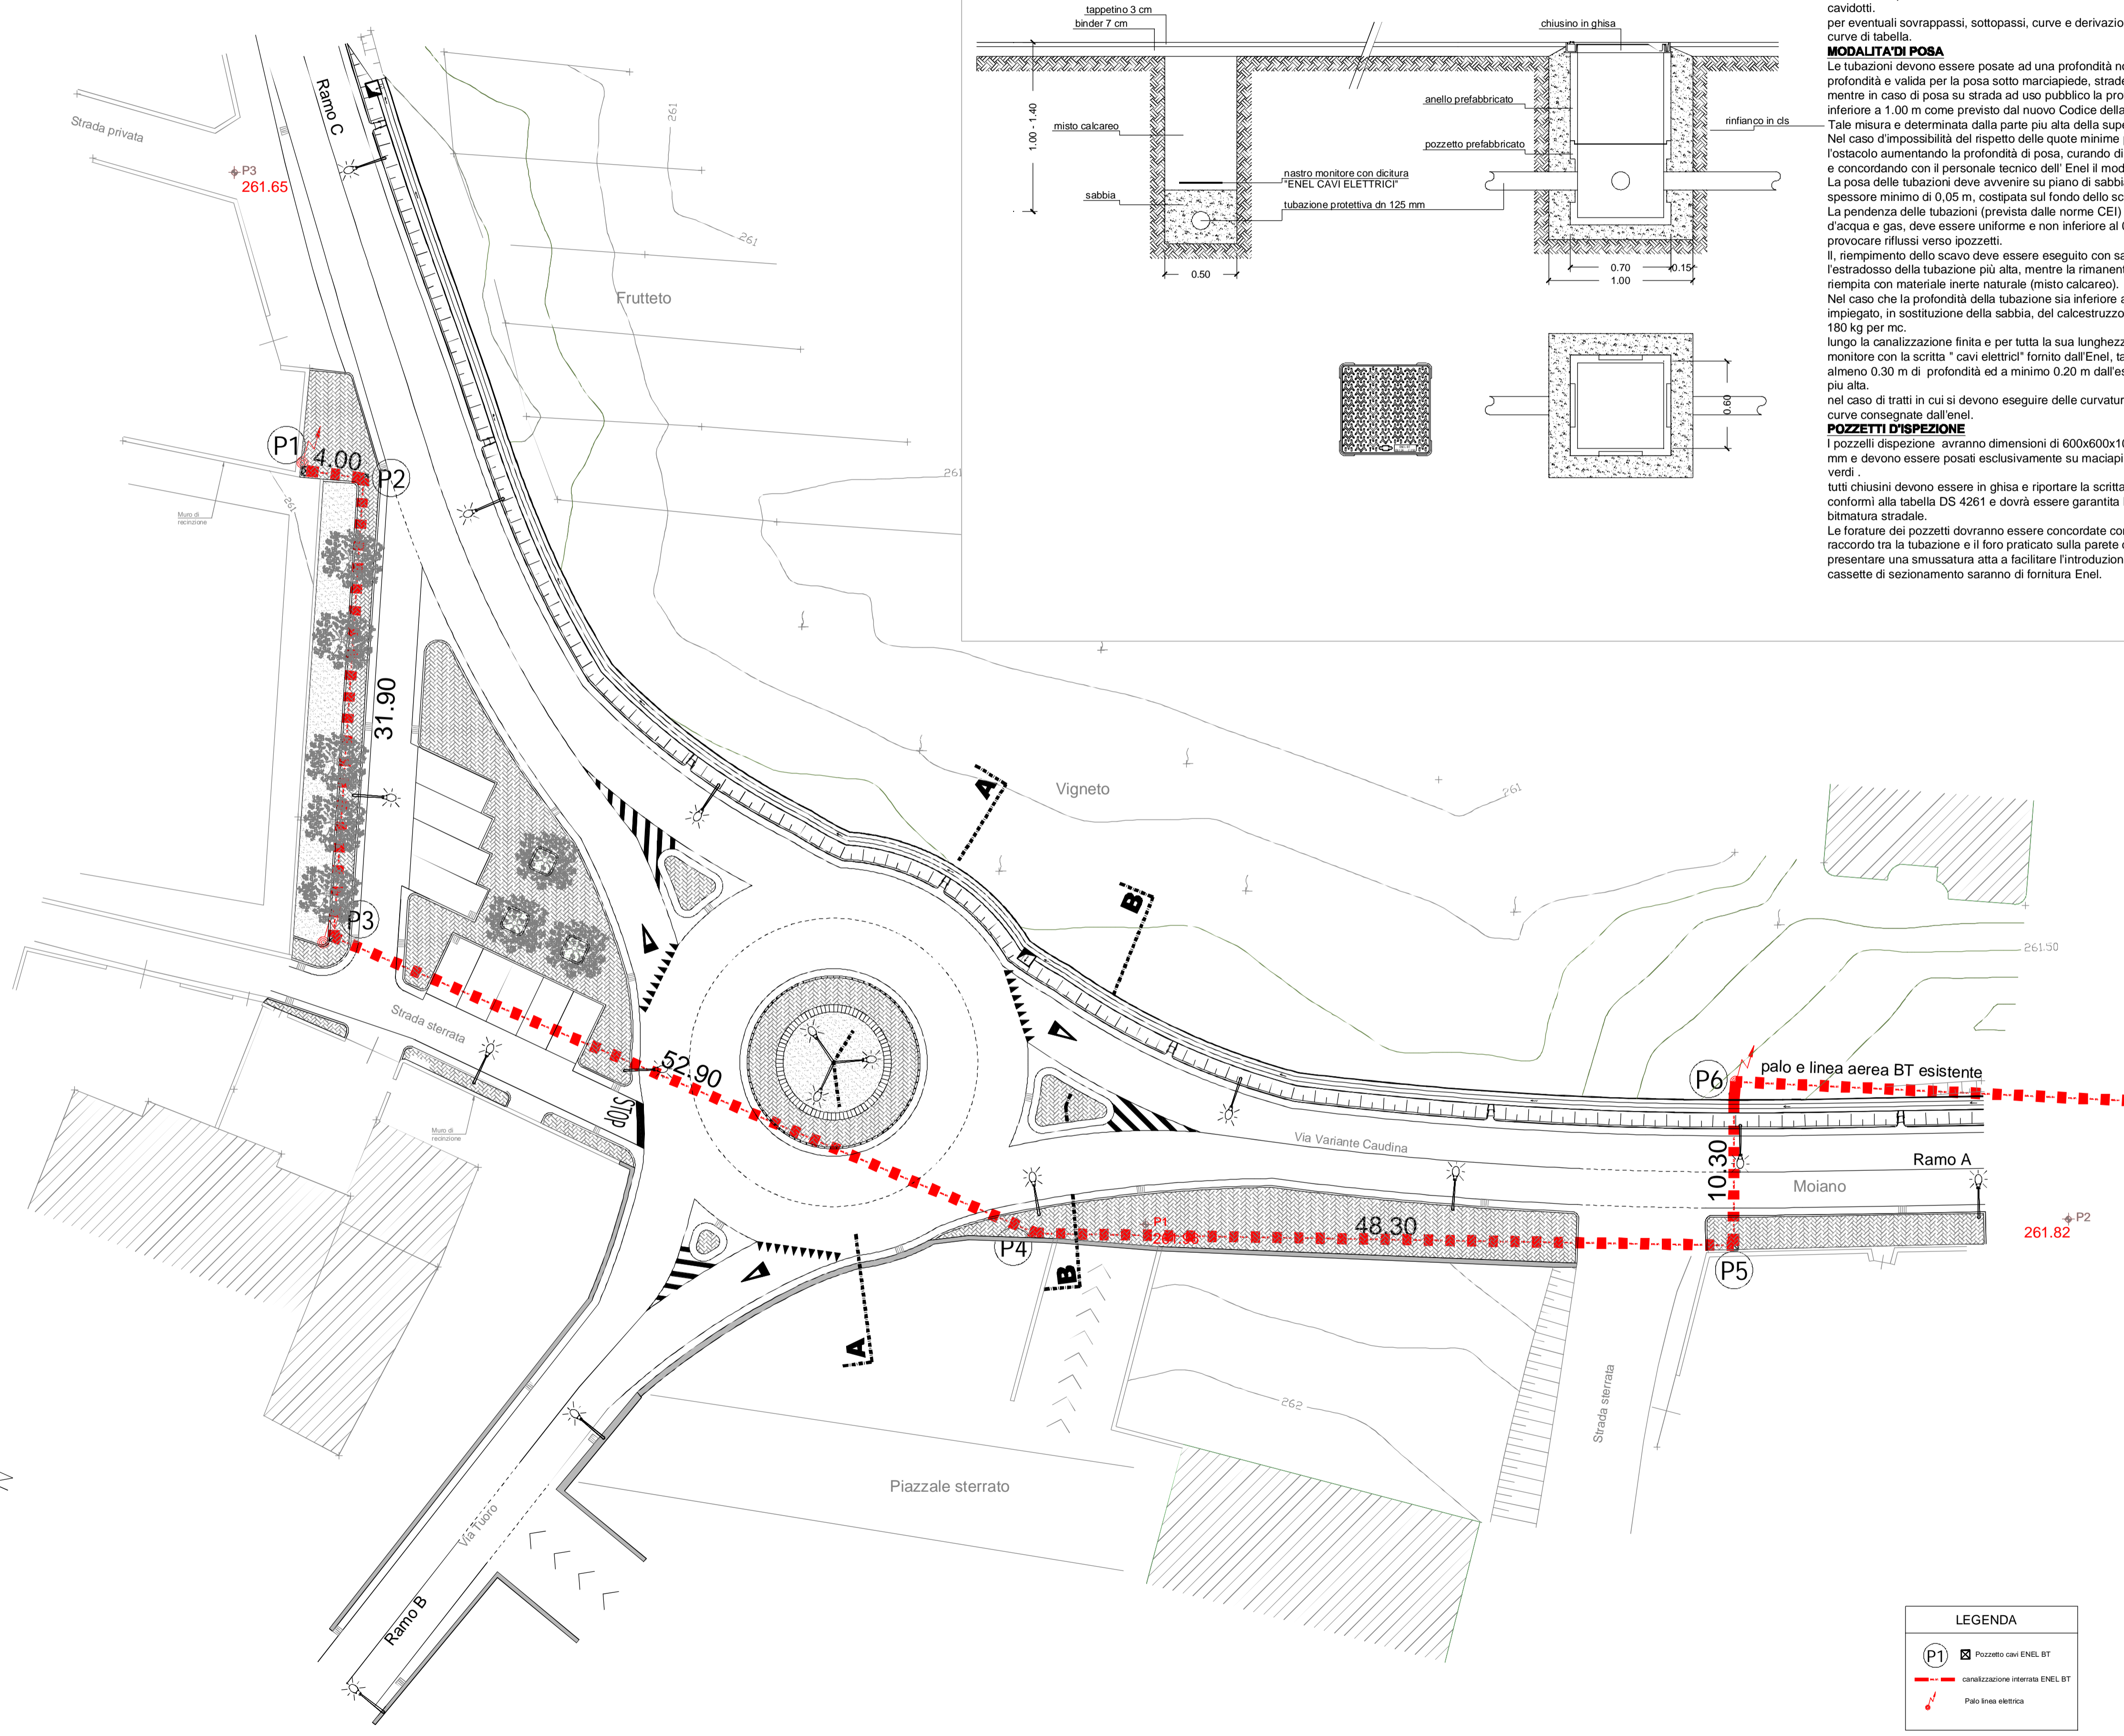 cavidotti.
per eventuali sovrappassi, sottopassi, curve e
curve di tabella.
MODALITA'DI POSA
Le tubazioni devono essere posate ad una profondità
profondità e valida per la posa sotto marciapiede,
mentre in caso di posa su strada ad uso pubblico la
inferiore a 1.00 m come previsto dal nuovo Codice della
Tale misura e determinata dalla parte piu alta della
Nel caso d'impossibilità del rispetto delle quote minime
l'ostacolo aumentando la profondità di posa, curando di
e concordando con il personale tecnico dell' Enel il
La posa delle tubazioni deve avvenire su piano di
spessore minimo di 0,05 m, costipata sul fondo dello
La pendenza delle tubazioni (prevista dalle norme CEI)
d'acqua e gas, deve essere uniforme e non inferiore al
provocare riflussi verso ipozzetti.
Il, riempimento dello scavo deve essere eseguito con
l'estradosso della tubazione più alta, mentre la
riempita con materiale inerte naturale (misto calcareo).
Nel caso che la profondità della tubazione sia inferiore
impiegato, in sostituzione della sabbia, del calcestruzzo
180 kg per mc.
lungo la canalizzazione finita e per tutta la sua
monitore con la scritta " cavi elettricl" fornito dall'Enel,
almeno 0.30 m di profondità ed a minimo 0.20 m
piu alta.
nel caso di tratti in cui si devono eseguire delle
curve consegnate dall'enel.
POZZETTI D'ISPEZIONE
I pozzelli dispezione avranno dimensioni di
mm e devono essere posati esclusivamente su
verdi .
tutti chiusini devono essere in ghisa e riportare la
conformi alla tabella DS 4261 e dovrà essere garantita
bitmatura stradale.
Le forature dei pozzetti dovranno essere concordate
raccordo tra la tubazione e il foro praticato sulla parete
presentare una smussatura atta a facilitare
cassette di sezionamento saranno di fornitura Enel.
tappetino 3 cm
binder 7 cm
chiusino in ghisa
1.00 - 1.40
misto calcareo
anello prefabbricato
rinfianco in cls
pozzetto prefabbricato
nastro monitore con dicitura
"ENEL CAVI ELETTRICI"
sabbia
tubazione protettiva dn 125 mm
0.50
0.70
0.15
1.00
0.60
Ramo C
Strada privata
P3
261.65
261
261
Frutteto
261
P1
4.00
P2
261
Muro di
recinzione
31.90
Vigneto
261
A
B
P3
Strada sterrata
52.90
STOP
Muro di
recinzione
261.50
P6
palo e linea aerea BT esistente
Via Variante Caudina
10.30
Ramo A
Moiano
P1
48.30
P2
261.82
P4
P5
B
A
262
Strada sterrata
Piazzale sterrato
Via Tuoro
Ramo B
LEGENDA
P1 Pozzetto cavi ENEL BT
canalizzazione interrata ENEL BT
Palo linea elettrica